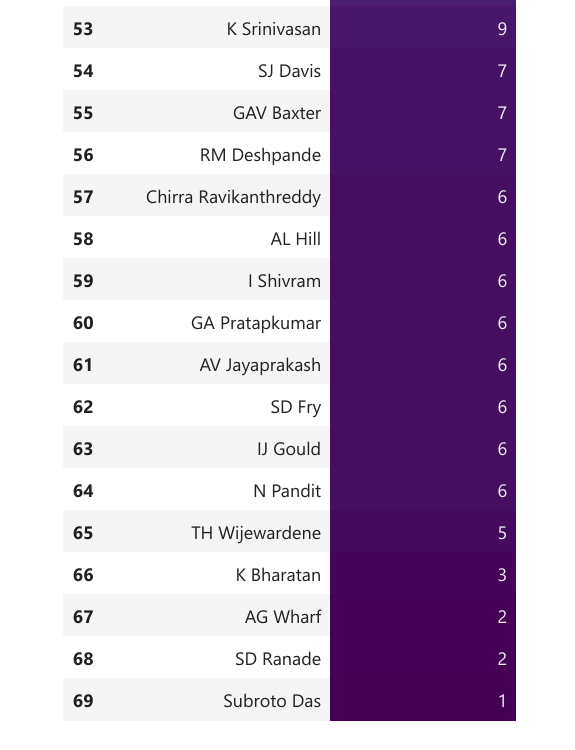 53 K Srinivasan 9
54 SJ Davis 7
55 GAV Baxter 7
56 RM Deshpande 7
57 Chirra Ravikanthreddy 6
58 AL Hill 6
59 I Shivram 6
60 GA Pratapkumar 6
61 AV Jayaprakash 6
62 SD Fry 6
63 IJ Gould 6
64 N Pandit 6
65 TH Wijewardene 5
66 K Bharatan 3
67 AG Wharf 2
68 SD Ranade 2
69 Subroto Das 1